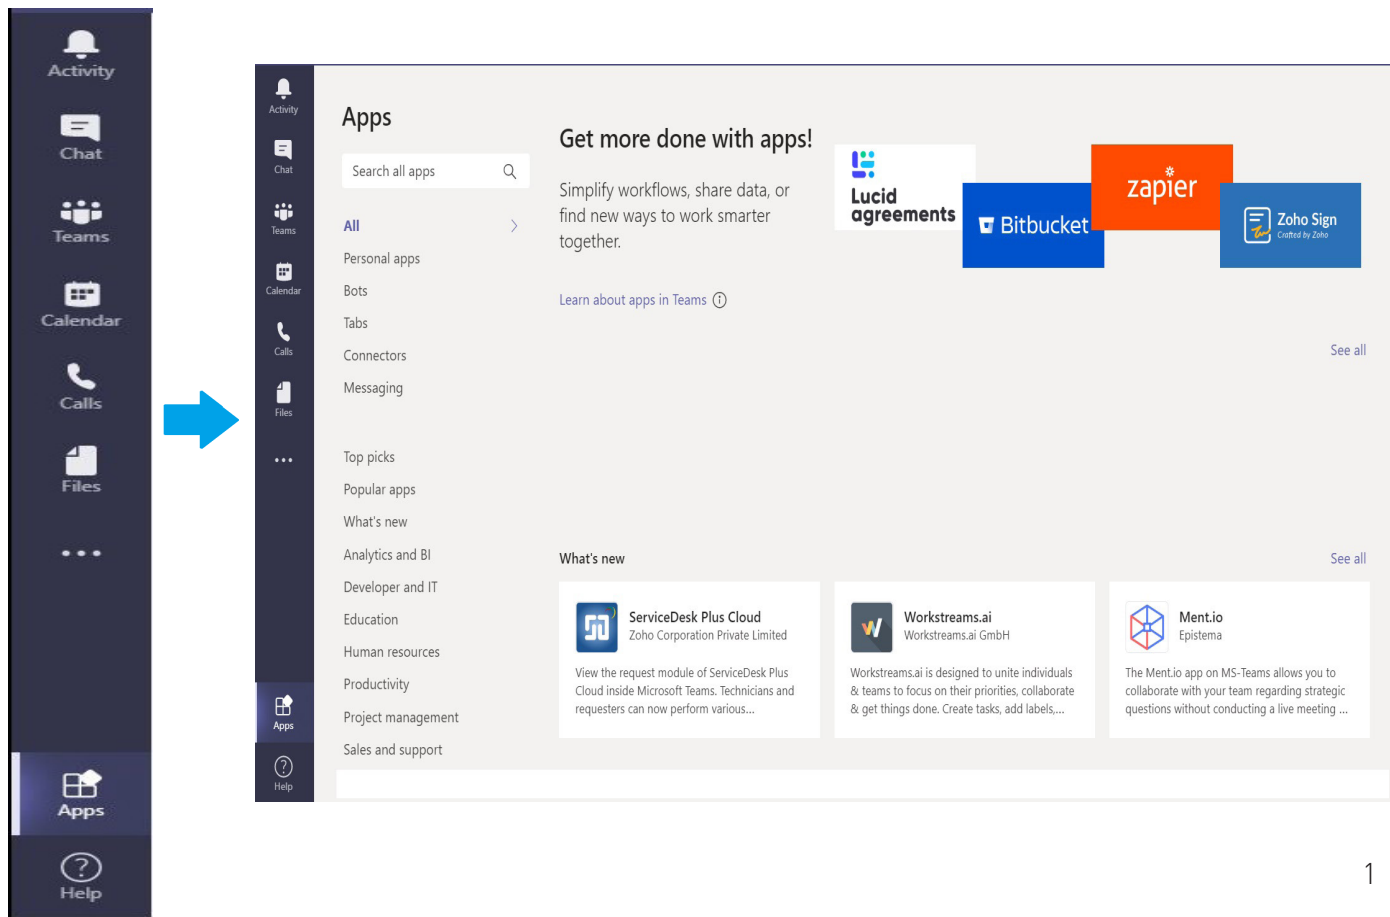 Activity
Chat
Teams
Calendar
Calls
Files
Apps
Help
Activity
Chat
Teams
Calendar
Calls
Files
Apps
Help
Apps
Search all apps
All
Personal apps
Bots
Tabs
Connectors
Messaging
Top picks
Popular apps
What's new
Analytics and BI
Developer and IT
Education
Human resources
Productivity
Project management
Sales and support
Get more done with apps!
Simplify workflows, share data, or
find new ways to work smarter
together.
Learn about apps in Teams
Lucid
agreements
Bitbucket
zapier
Zoho Sign
Crafted by Zoho
See all
What's new
See all
ServiceDesk Plus Cloud
Zoho Corporation Private Limited
View the request module of ServiceDesk Plus
Cloud inside Microsoft Teams. Technicians and
requesters can now perform various...
Workstreams.ai
Workstreams.ai GmbH
Workstreams.ai is designed to unite individuals
& teams to focus on their priorities, collaborate
& get things done. Create tasks, add labels,...
Ment.io
Epistema
The Ment.io app on MS-Teams allows you to
collaborate with your team regarding strategic
questions without conducting a live meeting ...
1